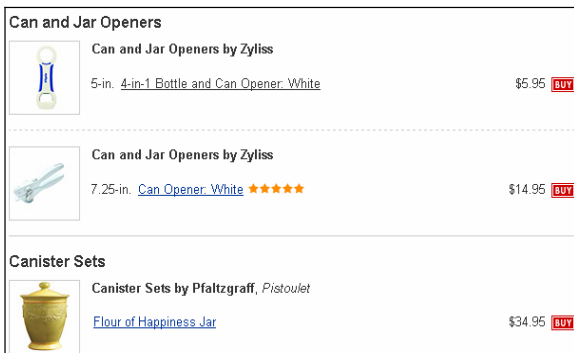 Can and Jar Openers
Can and Jar Openers by Zyliss
5-in. 4-in-1 Bottle and Can Opener: White $5.95 BUY
Can and Jar Openers by Zyliss
7.25-in. Can Opener: White $14.95 BUY
Canister Sets
Canister Sets by Pfaltzgraff, Pistoulet
Flour of Happiness Jar $34.95 BUY